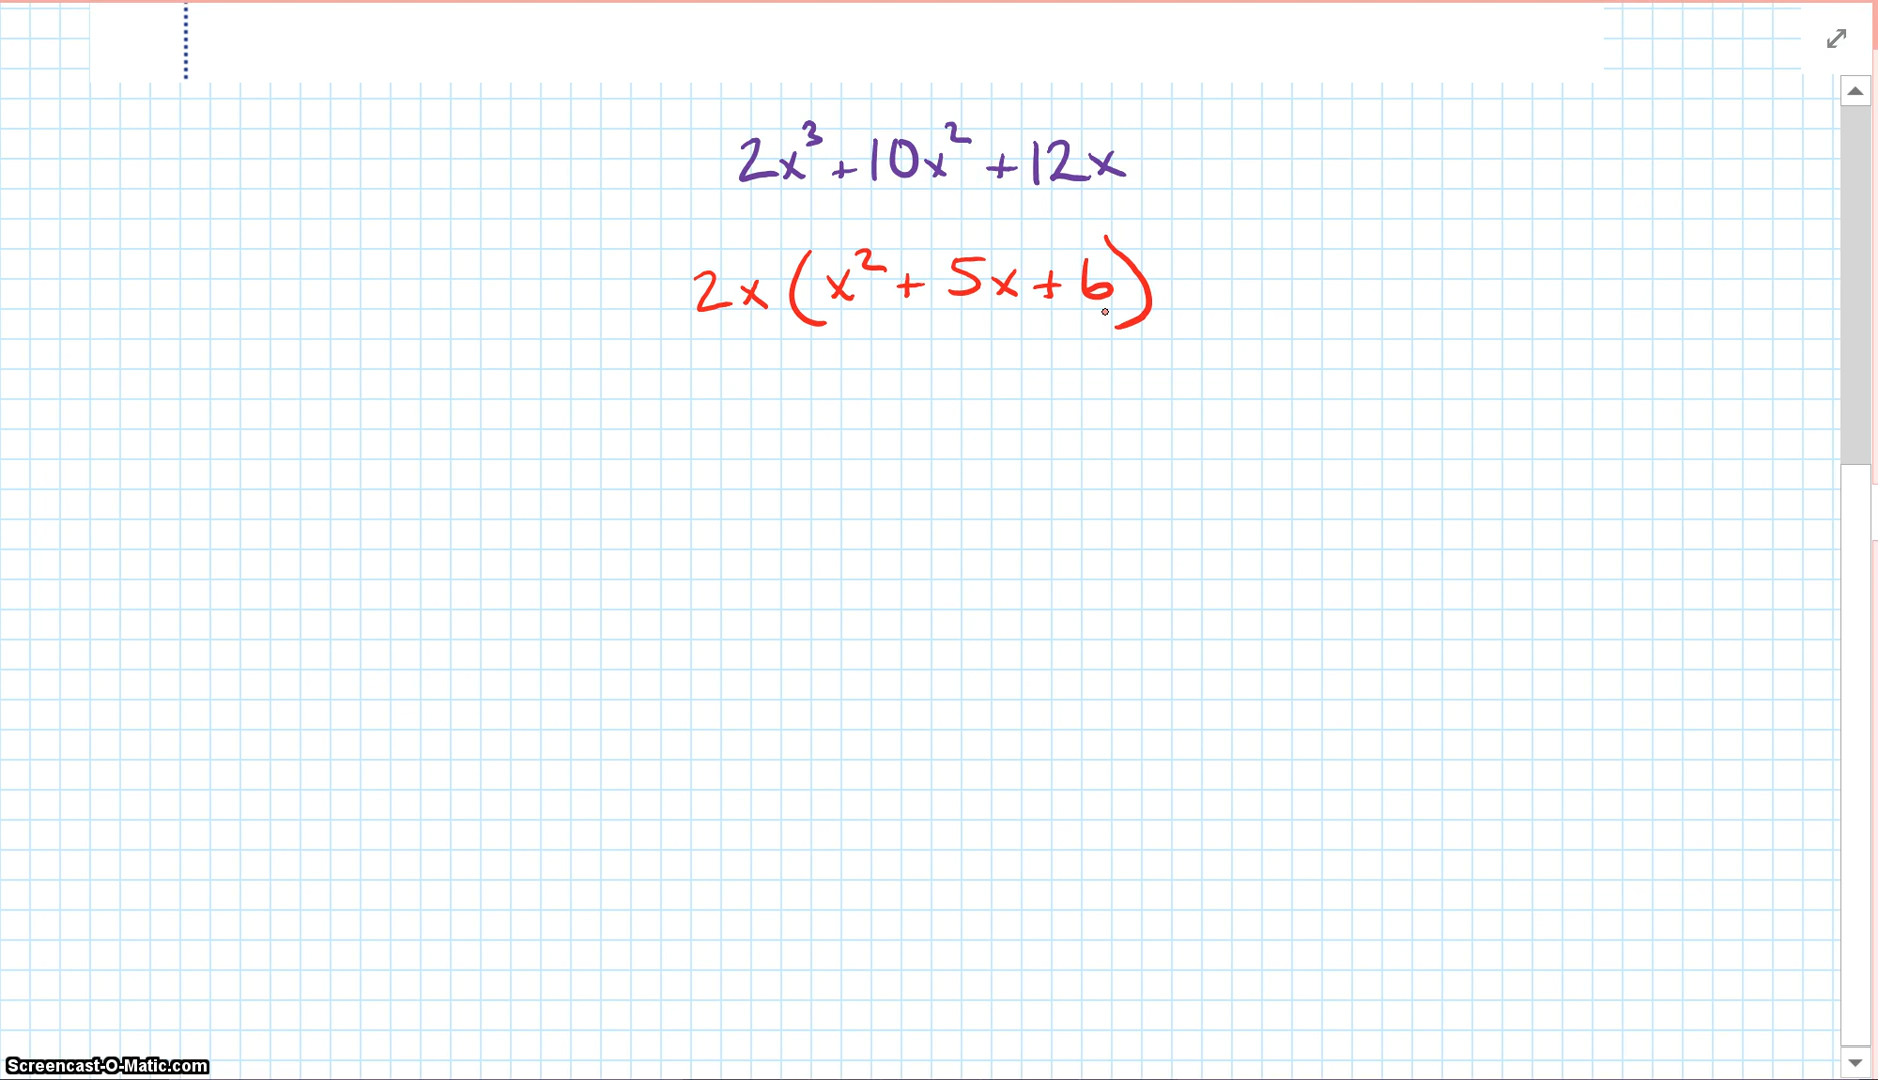 2x³ + 10x² + 12x
2x(x² + 5x + 6)
Screencast-O-Matic.com